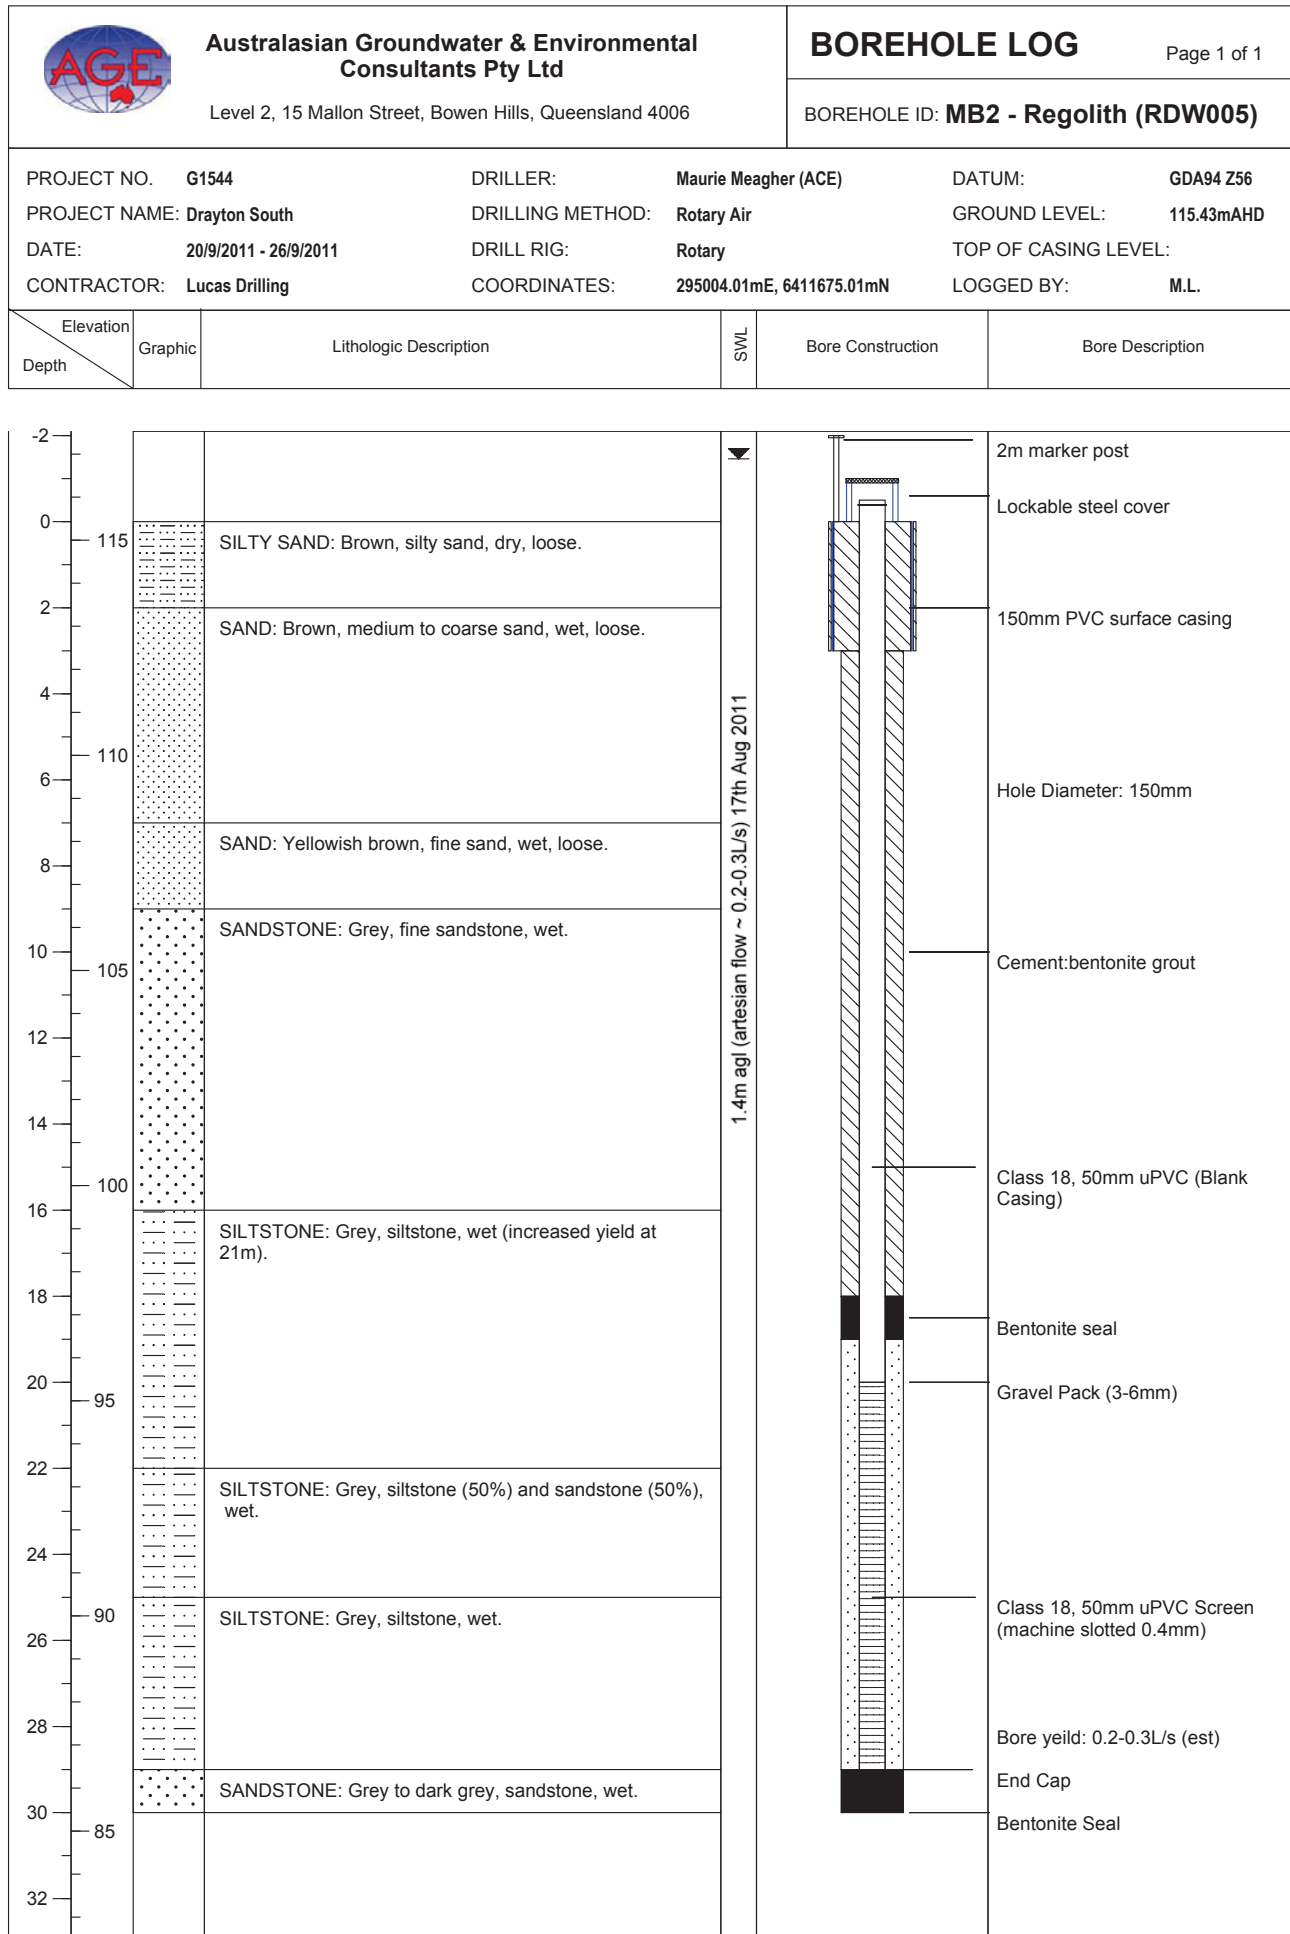 AGE
Australasian Groundwater & Environmental
Consultants Pty Ltd
Level 2, 15 Mallon Street, Bowen Hills, Queensland 4006
BOREHOLE LOG
Page 1 of 1
BOREHOLE ID: MB2 - Regolith (RDW005)
PROJECT NO. G1544
DRILLER: Maurie Meagher (ACE)
DATUM: GDA94 Z56
PROJECT NAME: Drayton South
DRILLING METHOD: Rotary Air
GROUND LEVEL: 115.43mAHD
DATE: 20/9/2011 - 26/9/2011
DRILL RIG: Rotary
TOP OF CASING LEVEL:
CONTRACTOR: Lucas Drilling
COORDINATES: 295004.01mE, 6411675.01mN
LOGGED BY: M.L.
Elevation
Depth
Graphic
Lithologic Description
SWL
Bore Construction
Bore Description
-2
2m marker post
Lockable steel cover
0
115
SILTY SAND: Brown, silty sand, dry, loose.
2
SAND: Brown, medium to coarse sand, wet, loose.
150mm PVC surface casing
4
110
6
Hole Diameter: 150mm
SAND: Yellowish brown, fine sand, wet, loose.
8
SANDSTONE: Grey, fine sandstone, wet.
1.4m agl (artesian flow ~ 0.2-0.3L/s) 17th Aug 2011
10
105
Cement:bentonite grout
12
14
100
Class 18, 50mm uPVC (Blank
Casing)
16
SILTSTONE: Grey, siltstone, wet (increased yield at
21m).
18
Bentonite seal
20
95
Gravel Pack (3-6mm)
22
SILTSTONE: Grey, siltstone (50%) and sandstone (50%),
wet.
24
90
SILTSTONE: Grey, siltstone, wet.
Class 18, 50mm uPVC Screen
(machine slotted 0.4mm)
26
28
Bore yeild: 0.2-0.3L/s (est)
End Cap
SANDSTONE: Grey to dark grey, sandstone, wet.
30
Bentonite Seal
85
32